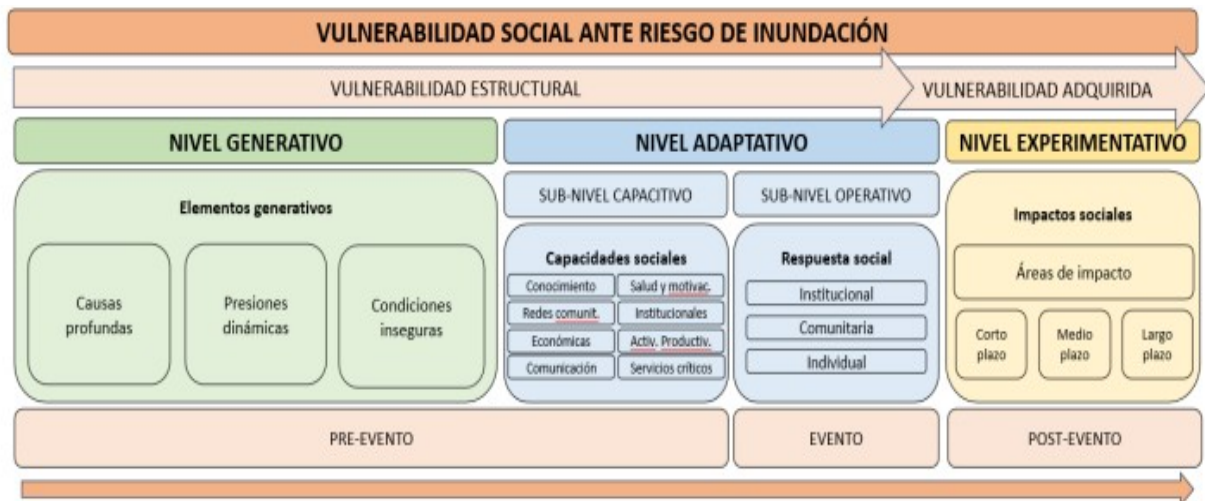 VULNERABILIDAD SOCIAL ANTE RIESGO DE INUNDACIÓN
VULNERABILIDAD ESTRUCTURAL
VULNERABILIDAD ADQUIRIDA
NIVEL GENERATIVO
NIVEL ADAPTATIVO
NIVEL EXPERIMENTATIVO
Elementos generativos
Causas
profundas
Presiones
dinámicas
Condiciones
inseguras
SUB-NIVEL CAPACITIVO
SUB-NIVEL OPERATIVO
Capacidades sociales
Conocimiento
Salud y motivac.
Redes comunit.
Institucionales
Económicas
Activ. Productiv.
Comunicación
Servicios críticos
Respuesta social
Institucional
Comunitaria
Individual
Impactos sociales
Áreas de impacto
Corto
plazo
Medio
plazo
Largo
plazo
PRE-EVENTO
EVENTO
POST-EVENTO